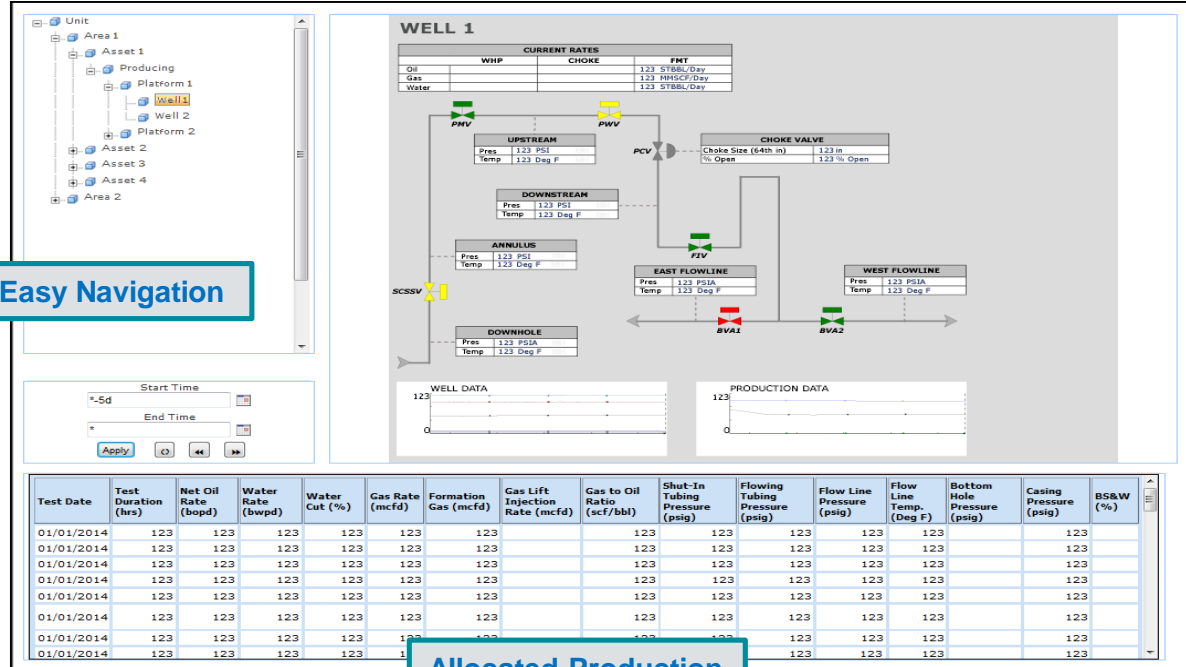 Unit
Area 1
Asset 1
Producing
Platform 1
Well1
Well 2
Platform 2
Asset 2
Asset 3
Asset 4
Area 2
Easy Navigation
Start Time
*-5d
End Time
*
Apply
WELL 1
CURRENT RATES
WHP CHOKE FMT
Oil 123 STBBL/Day
Gas 123 MMSCF/Day
Water 123 STBBL/Day
PMV
PWV
UPSTREAM
Pres 123 PSI
Temp 123 Deg F
PCV
CHOKE VALVE
Choke Size (64th in) 123 in
% Open 123 % Open
DOWNSTREAM
Pres 123 PSI
Temp 123 Deg F
ANNULUS
Pres 123 PSI
Temp 123 Deg F
FIV
EAST FLOWLINE
Pres 123 PSIA
Temp 123 Deg F
WEST FLOWLINE
Pres 123 PSIA
Temp 123 Deg F
SCSSV
BVA1
BVA2
DOWNHOLE
Pres 123 PSIA
Temp 123 Deg F
WELL DATA
123
0
PRODUCTION DATA
123
0
Test Date Test Duration (hrs) Net Oil Rate (bopd) Water Rate (bwpd) Water Cut (%) Gas Rate (mcfd) Formation Gas (mcfd) Gas Lift Injection Rate (mcfd) Gas to Oil Ratio (scf/bbl) Shut-In Tubing Pressure (psig) Flowing Tubing Pressure (psig) Flow Line Pressure (psig) Flow Line Temp. (Deg F) Bottom Hole Pressure (psig) Casing Pressure (psig) BS&W (%)
01/01/2014 123 123 123 123 123 123 123 123 123 123 123 123
01/01/2014 123 123 123 123 123 123 123 123 123 123 123 123
01/01/2014 123 123 123 123 123 123 123 123 123 123 123 123
01/01/2014 123 123 123 123 123 123 123 123 123 123 123 123
01/01/2014 123 123 123 123 123 123 123 123 123 123 123 123
01/01/2014 123 123 123 123 123 123 123 123 123 123 123 123
01/01/2014 123 123 123 123 123 123 123 123 123 123 123 123
01/01/2014 123 123 123 123 123 123 123 123
Allocated Production